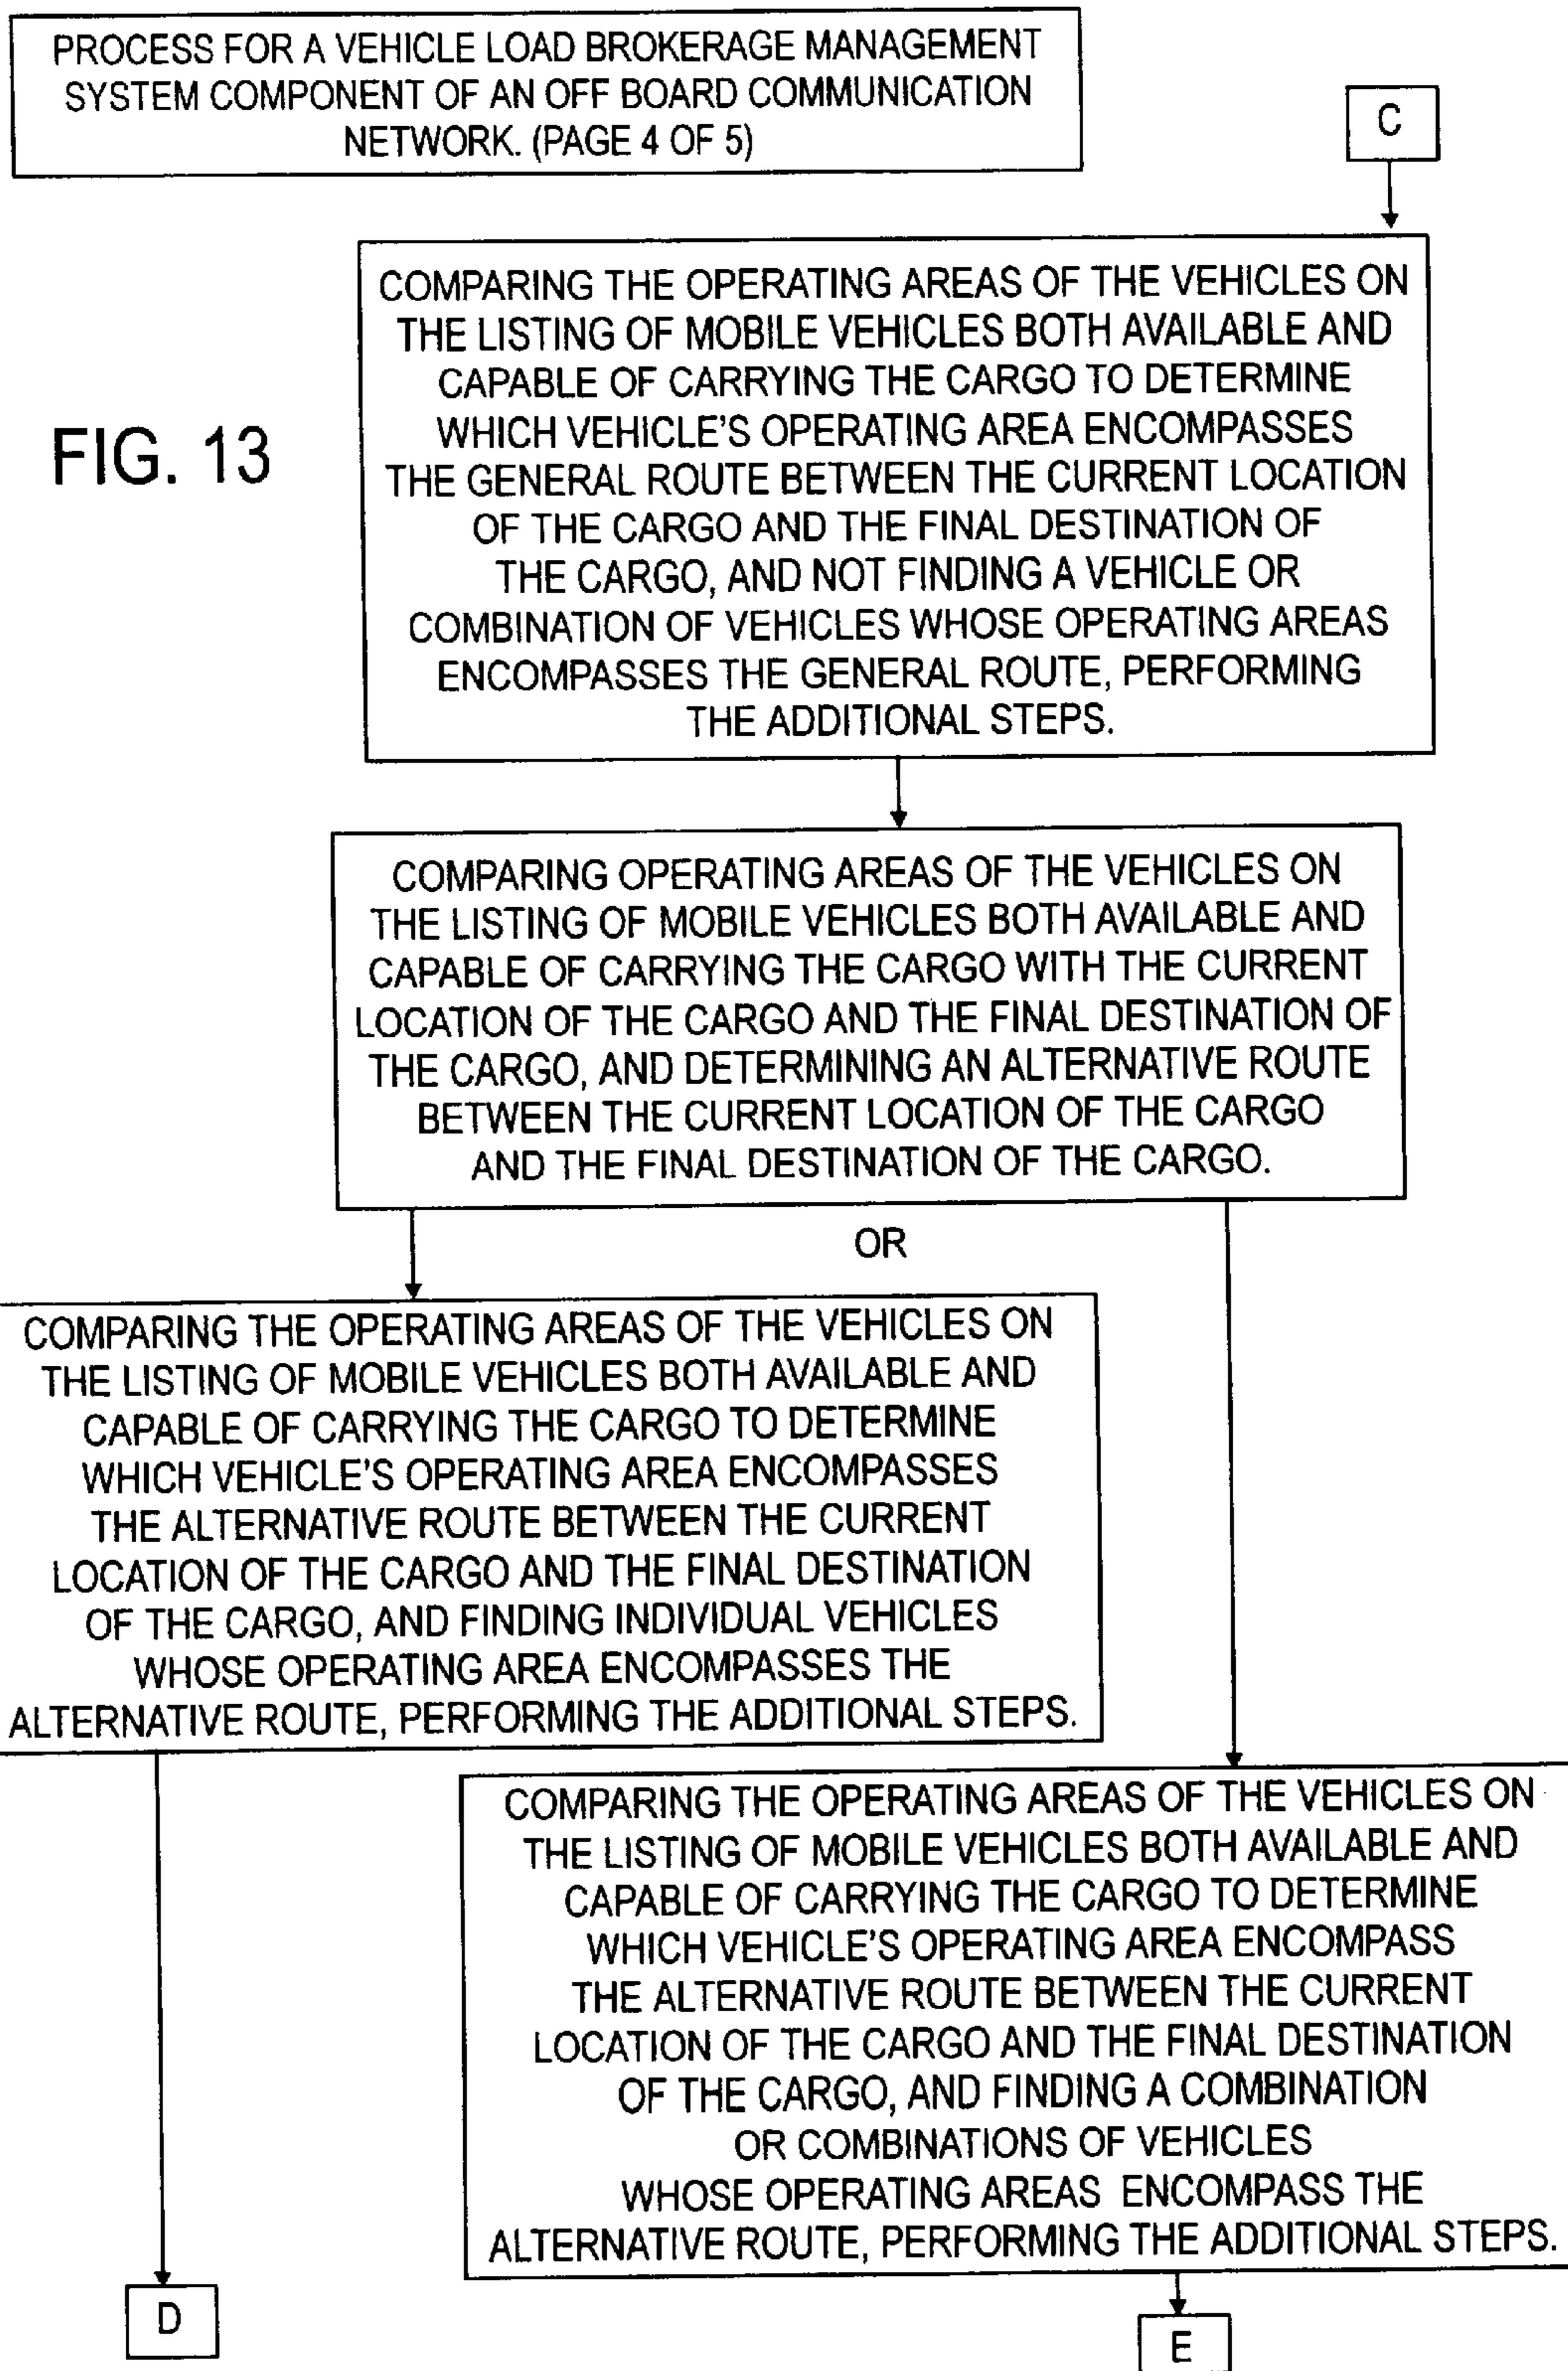 PROCESS FOR A VEHICLE LOAD BROKERAGE MANAGEMENT
SYSTEM COMPONENT OF AN OFF BOARD COMMUNICATION
NETWORK. (PAGE 4 OF 5)
C
FIG. 13
COMPARING THE OPERATING AREAS OF THE VEHICLES ON
THE LISTING OF MOBILE VEHICLES BOTH AVAILABLE AND
CAPABLE OF CARRYING THE CARGO TO DETERMINE
WHICH VEHICLE'S OPERATING AREA ENCOMPASSES
THE GENERAL ROUTE BETWEEN THE CURRENT LOCATION
OF THE CARGO AND THE FINAL DESTINATION OF
THE CARGO, AND NOT FINDING A VEHICLE OR
COMBINATION OF VEHICLES WHOSE OPERATING AREAS
ENCOMPASSES THE GENERAL ROUTE, PERFORMING
THE ADDITIONAL STEPS.
COMPARING OPERATING AREAS OF THE VEHICLES ON
THE LISTING OF MOBILE VEHICLES BOTH AVAILABLE AND
CAPABLE OF CARRYING THE CARGO WITH THE CURRENT
LOCATION OF THE CARGO AND THE FINAL DESTINATION OF
THE CARGO, AND DETERMINING AN ALTERNATIVE ROUTE
BETWEEN THE CURRENT LOCATION OF THE CARGO
AND THE FINAL DESTINATION OF THE CARGO.
OR
COMPARING THE OPERATING AREAS OF THE VEHICLES ON
THE LISTING OF MOBILE VEHICLES BOTH AVAILABLE AND
CAPABLE OF CARRYING THE CARGO TO DETERMINE
WHICH VEHICLE'S OPERATING AREA ENCOMPASSES
THE ALTERNATIVE ROUTE BETWEEN THE CURRENT
LOCATION OF THE CARGO AND THE FINAL DESTINATION
OF THE CARGO, AND FINDING INDIVIDUAL VEHICLES
WHOSE OPERATING AREA ENCOMPASSES THE
ALTERNATIVE ROUTE, PERFORMING THE ADDITIONAL STEPS.
COMPARING THE OPERATING AREAS OF THE VEHICLES ON
THE LISTING OF MOBILE VEHICLES BOTH AVAILABLE AND
CAPABLE OF CARRYING THE CARGO TO DETERMINE
WHICH VEHICLE'S OPERATING AREA ENCOMPASS
THE ALTERNATIVE ROUTE BETWEEN THE CURRENT
LOCATION OF THE CARGO AND THE FINAL DESTINATION
OF THE CARGO, AND FINDING A COMBINATION
OR COMBINATIONS OF VEHICLES
WHOSE OPERATING AREAS ENCOMPASS THE
ALTERNATIVE ROUTE, PERFORMING THE ADDITIONAL STEPS.
D
E